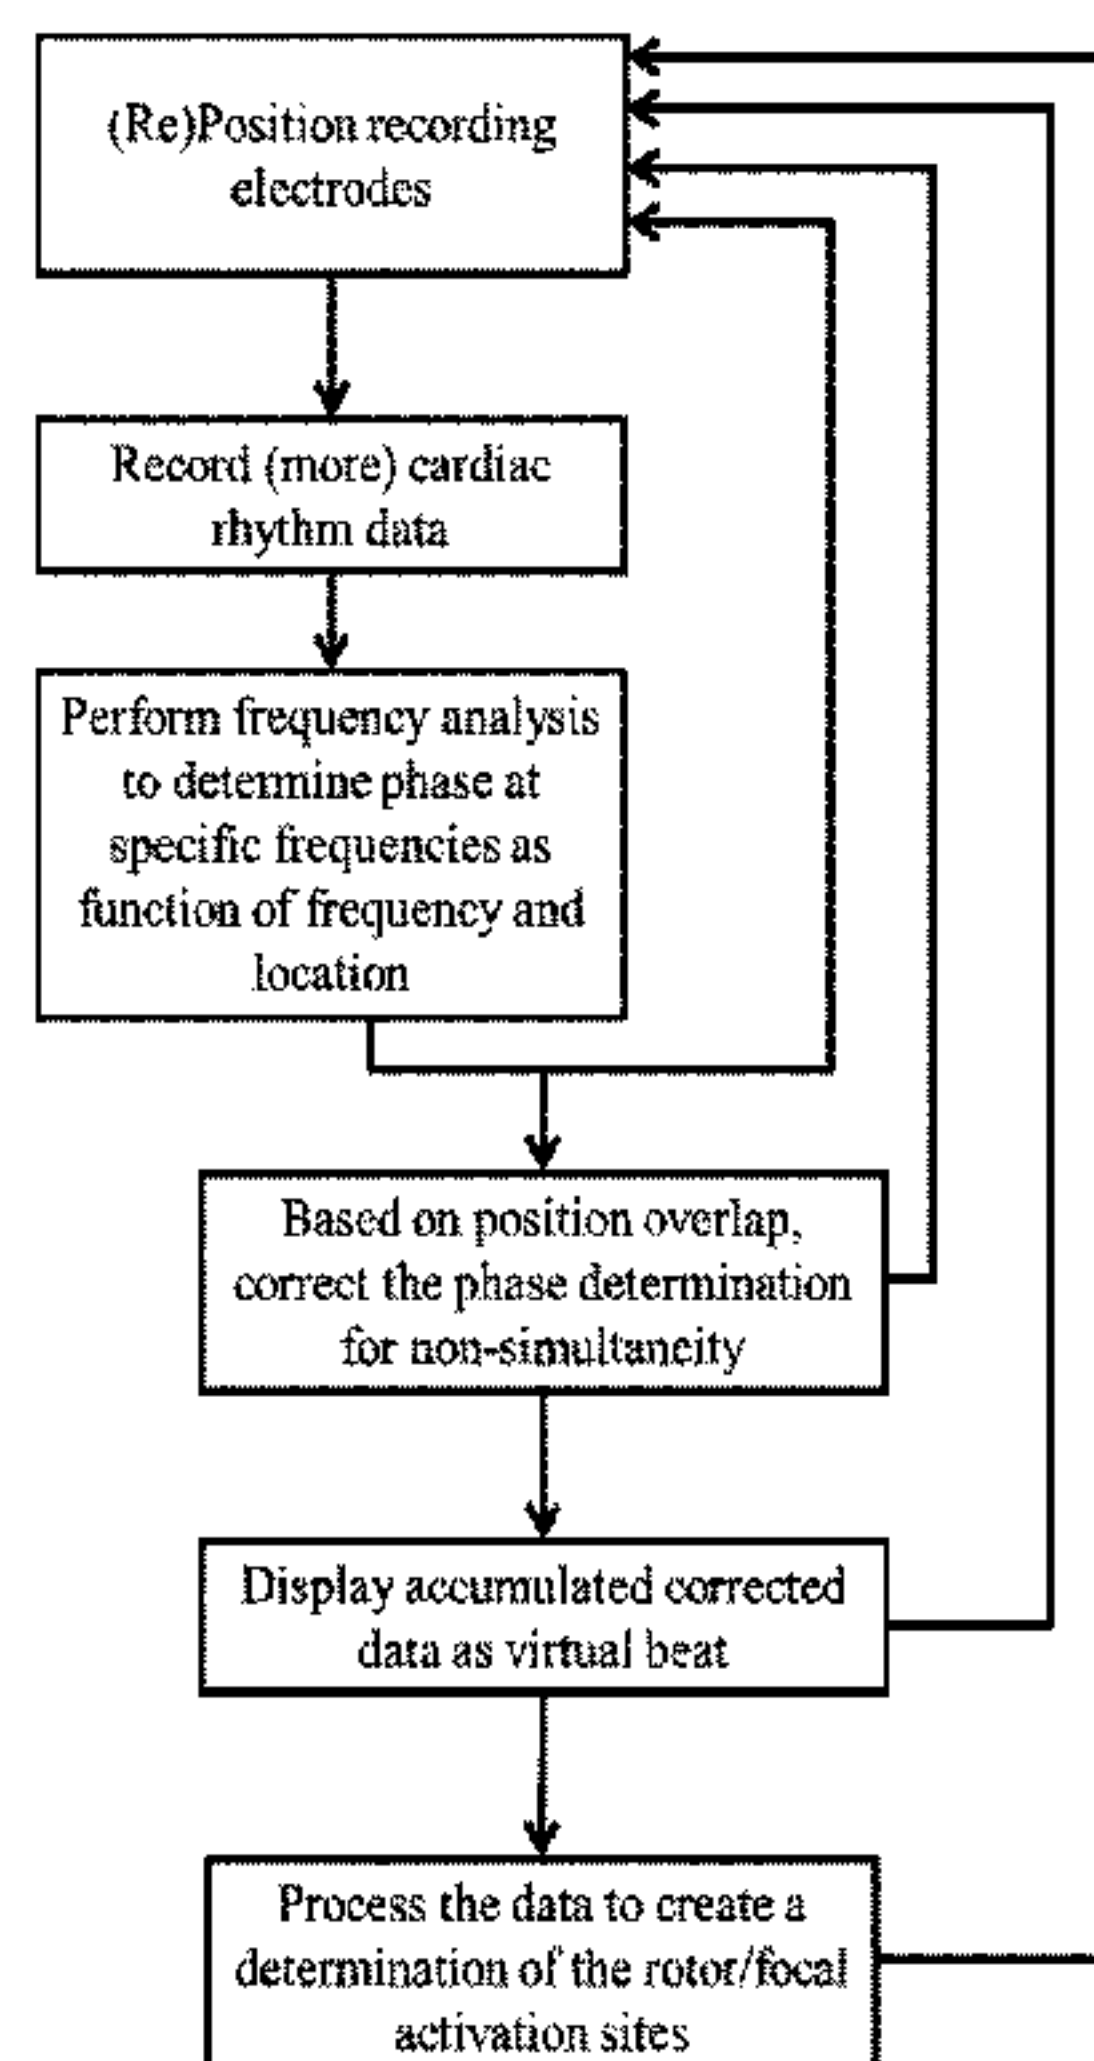 (Re)Position recording
electrodes
Record (more) cardiac
rhythm data
Perform frequency analysis
to determine phase at
specific frequencies as
function of frequency and
location
Based on position overlap,
correct the phase determination
for non-simultaneity
Display accumulated corrected
data as virtual beat
Process the data to create a
determination of the rotor/focal
activation sites